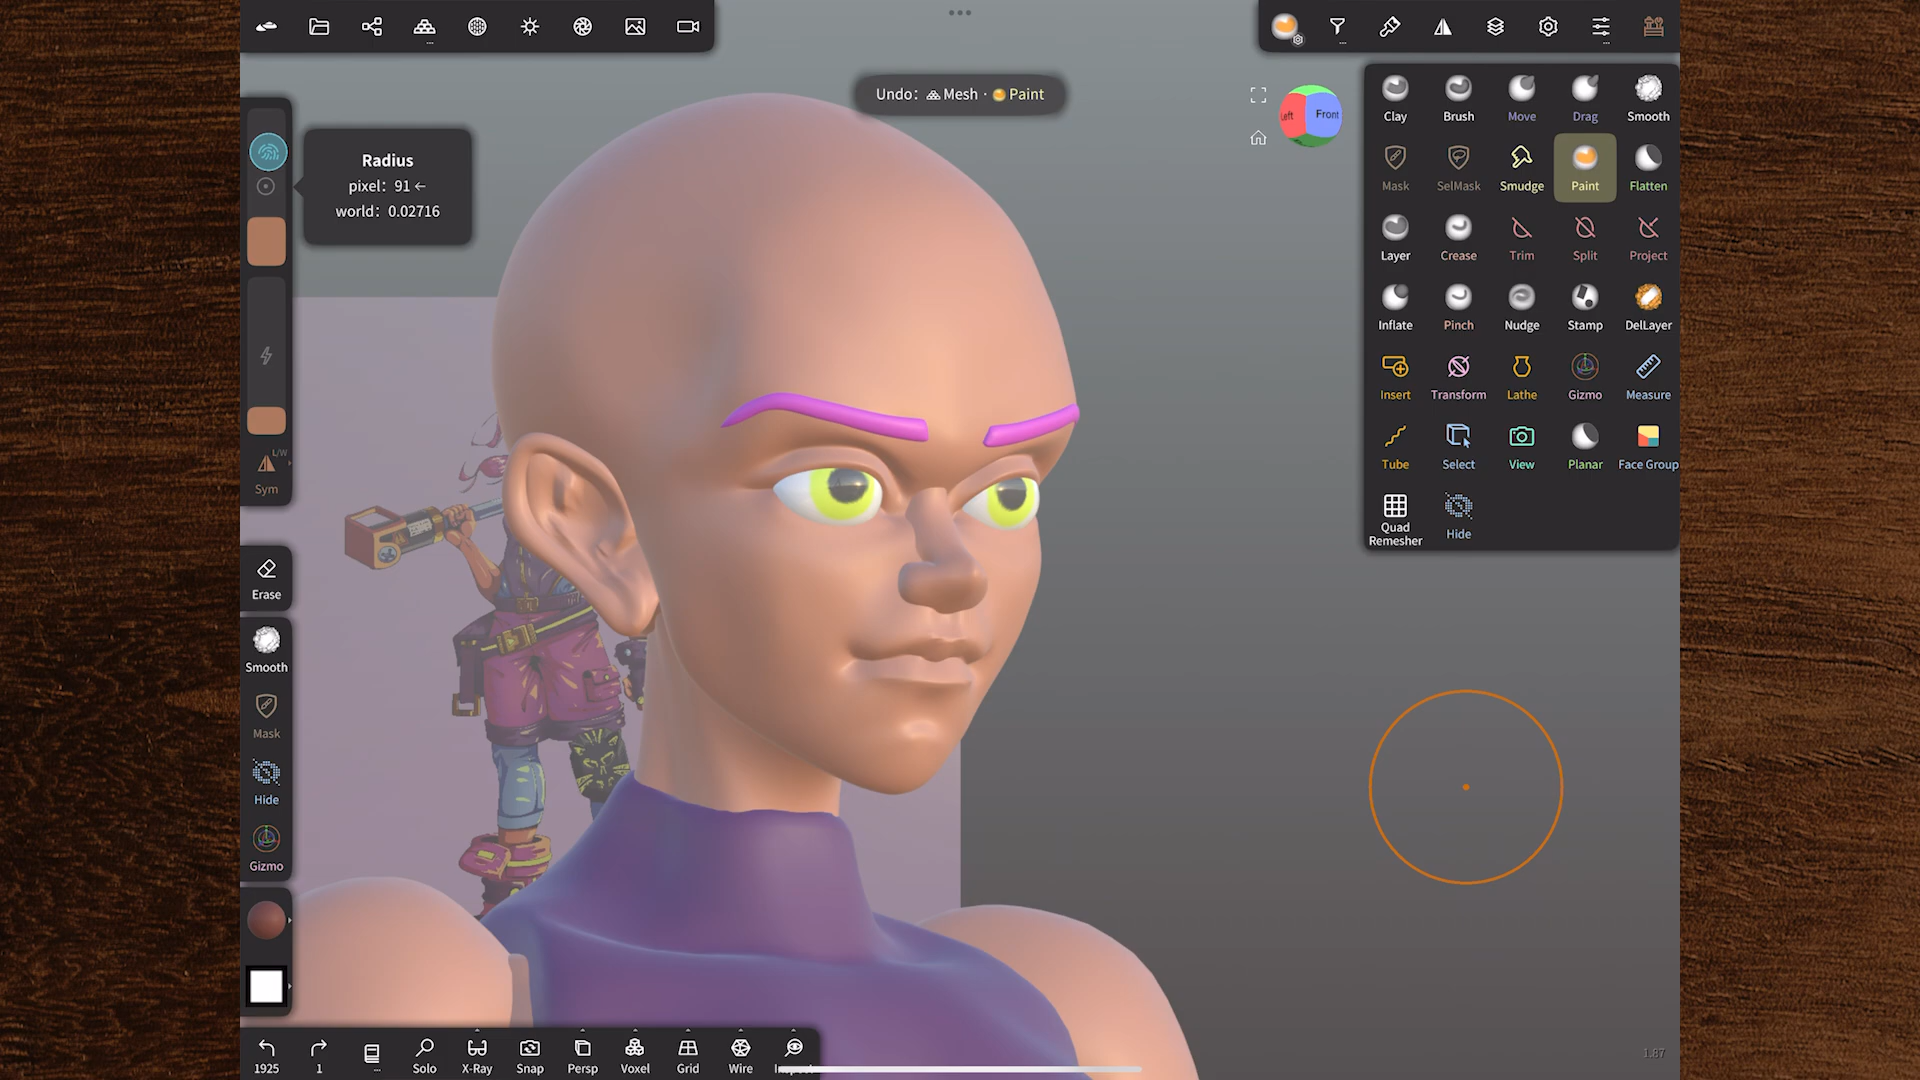 Undo: Mesh · Paint
Left
Front
Radius
pixel: 91 ←
world: 0.02716
L/W
Sym
Erase
Smooth
Mask
Hide
Gizmo
Clay Brush Move Drag Smooth
Mask SelMask Smudge Paint Flatten
Layer Crease Trim Split Project
Inflate Pinch Nudge Stamp DelLayer
Insert Transform Lathe Gizmo Measure
Tube Select View Planar Face Group
Quad
Remesher Hide
1.87
1925 1 Solo X-Ray Snap Persp Voxel Grid Wire